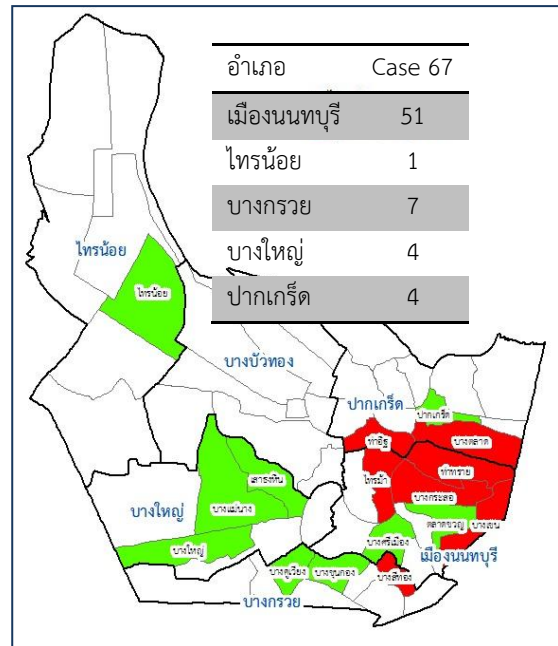 อำเภอ Case 67
เมืองนนทบุรี 51
ไทรน้อย 1
บางกรวย 7
บางใหญ่ 4
ปากเกร็ด 4
ไทรน้อย
ไทรน้อย
บางบัวทอง
ปากเกร็ด
ปากเกร็ด
ท่าอิฐ
บางตลาด
เสาธงหิน
ไทรม้า
ท่าทราย
บางกระสอ
บางใหญ่
บางแม่นาง
ตลาดขวัญ
บางเขน
บางใหญ่
บางศรีเมือง
เมืองนนทบุรี
บางคูเวียง
บางขุนกอง
บางสีทอง
บางกรวย